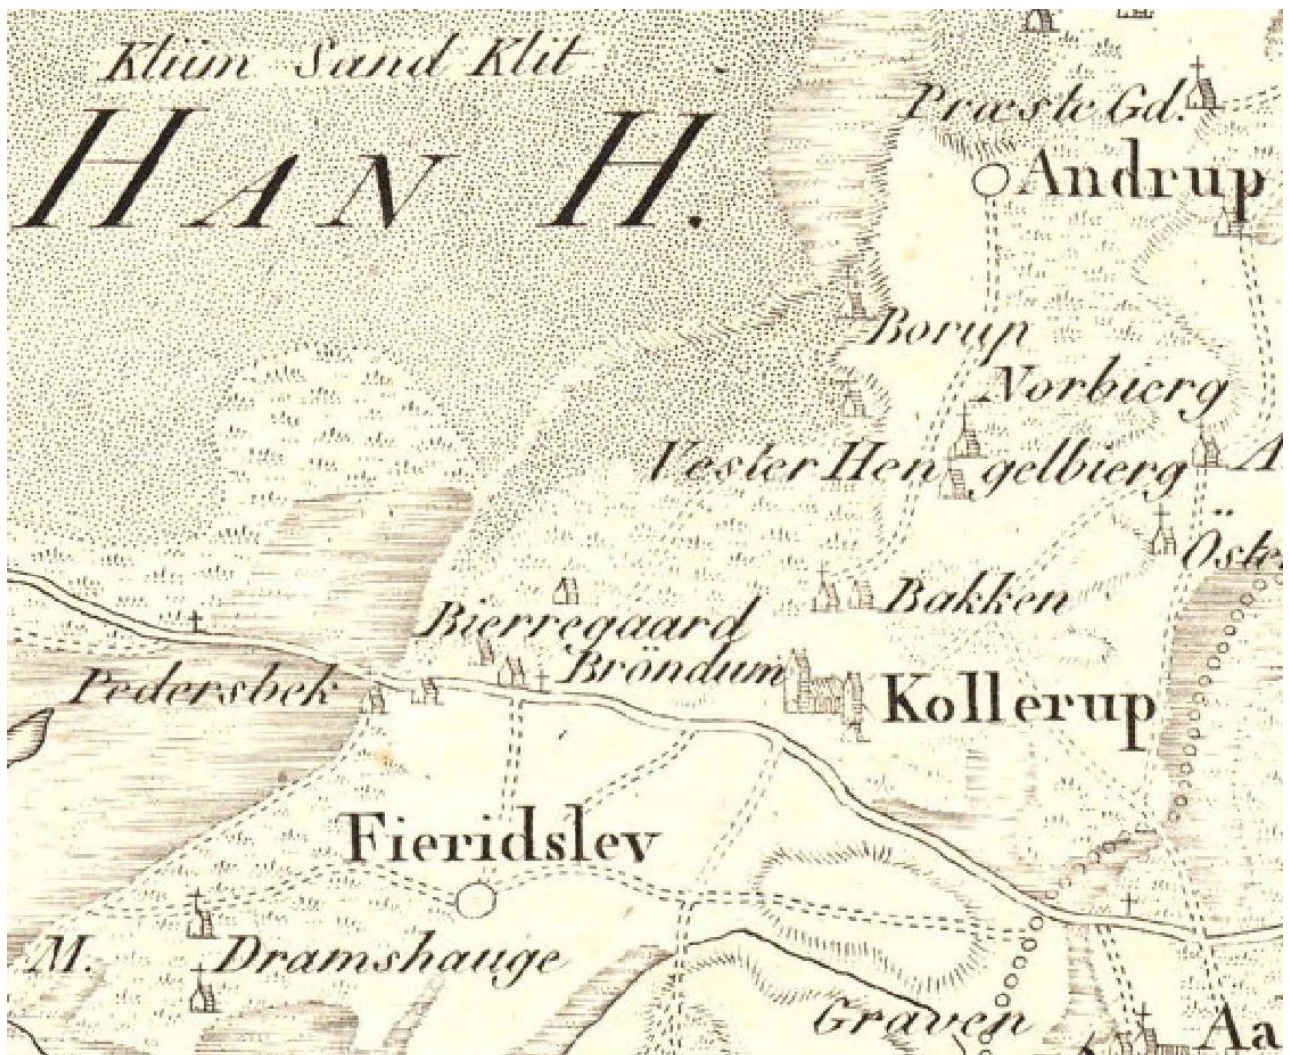 Klüm Sand Klit
HAN H.
Præste Gd.
Andrup
Borup
Norbierg
Vester Hengelbierg
A
Öste
Bakken
Bierregaard
Bröndum
Pedersbek
Kollerup
Fieridslev
M.
Dramshauge
Graven
Aa